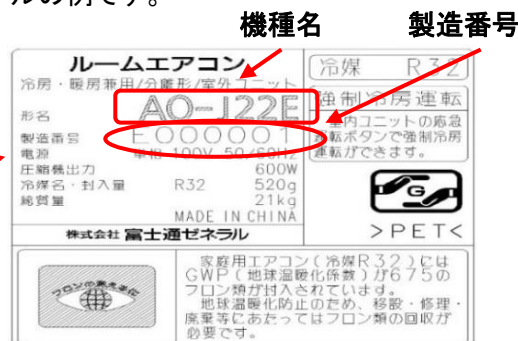 ルの例です。
機種名 製造番号
ルームエアコン
冷房・暖房兼用/分離形/室外ユニット
形名 AO-J22E
製造番号 E000001
電源 単相 100V 50/60Hz
圧縮機出力 600W
冷媒名・封入量 R32 520g
総質量 21kg
MADE IN CHINA
株式会社 富士通ゼネラル
冷媒 R32
強制冷房運転
室内ユニットの応急
運転ボタンで強制冷房
運転ができます。
G
>PET<
家庭用エアコン(冷媒R32)には
GWP(地球温暖化係数)が675の
フロン類が封入されています。
地球温暖化防止のため、移設・修理・
廃棄等にあたってはフロン類の回収が
必要です。